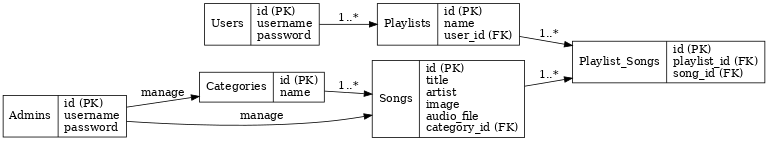 Users
id (PK)
username
password
1..*
Playlists
id (PK)
name
user_id (FK)
1..*
Playlist_Songs
id (PK)
playlist_id (FK)
song_id (FK)
Admins
id (PK)
username
password
manage
manage
Categories
id (PK)
name
1..*
Songs
id (PK)
title
artist
image
audio_file
category_id (FK)
1..*